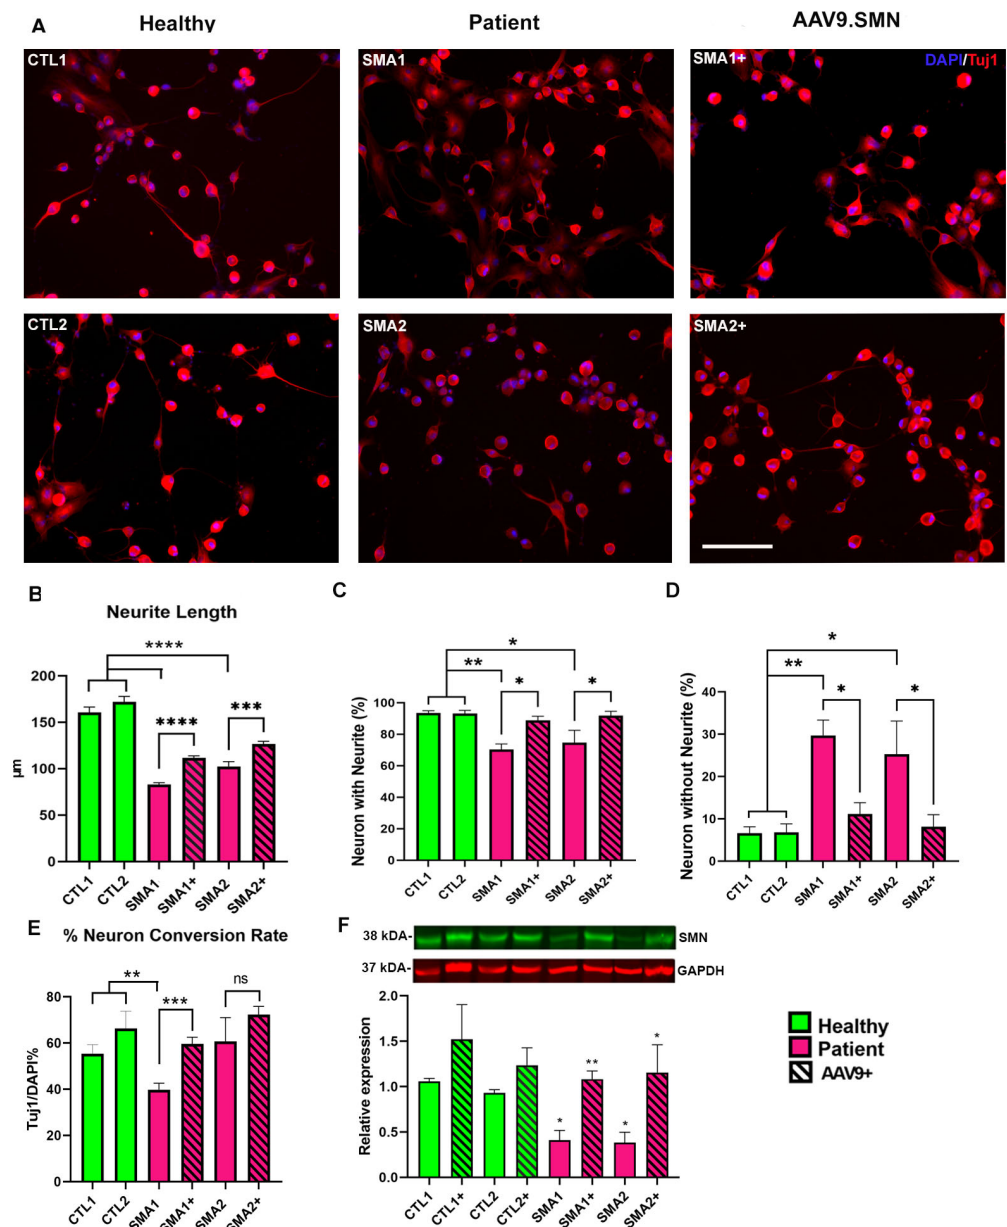 A
Healthy
Patient
AAV9.SMN
CTL1
SMA1
SMA1+
DAPI/Tuj1
CTL2
SMA2
SMA2+
B
Neurite Length
****
****
***
200
150
100
50
0
µm
CTL1
CTL2
SMA1
SMA1+
SMA2
SMA2+
C
*
**
*
*
100
80
60
40
20
0
Neuron with Neurite (%)
CTL1
CTL2
SMA1
SMA1+
SMA2
SMA2+
D
*
**
*
*
40
30
20
10
0
Neuron without Neurite (%)
CTL1
CTL2
SMA1
SMA1+
SMA2
SMA2+
E
% Neuron Conversion Rate
**
***
ns
80
60
40
20
0
Tuj1/DAPI%
CTL1
CTL2
SMA1
SMA1+
SMA2
SMA2+
F
38 kDA-
SMN
37 kDA-
GAPDH
2.0
1.5
1.0
0.5
0.0
Relative expression
*
**
*
*
CTL1
CTL1+
CTL2
CTL2+
SMA1
SMA1+
SMA2
SMA2+
Healthy
Patient
AAV9+